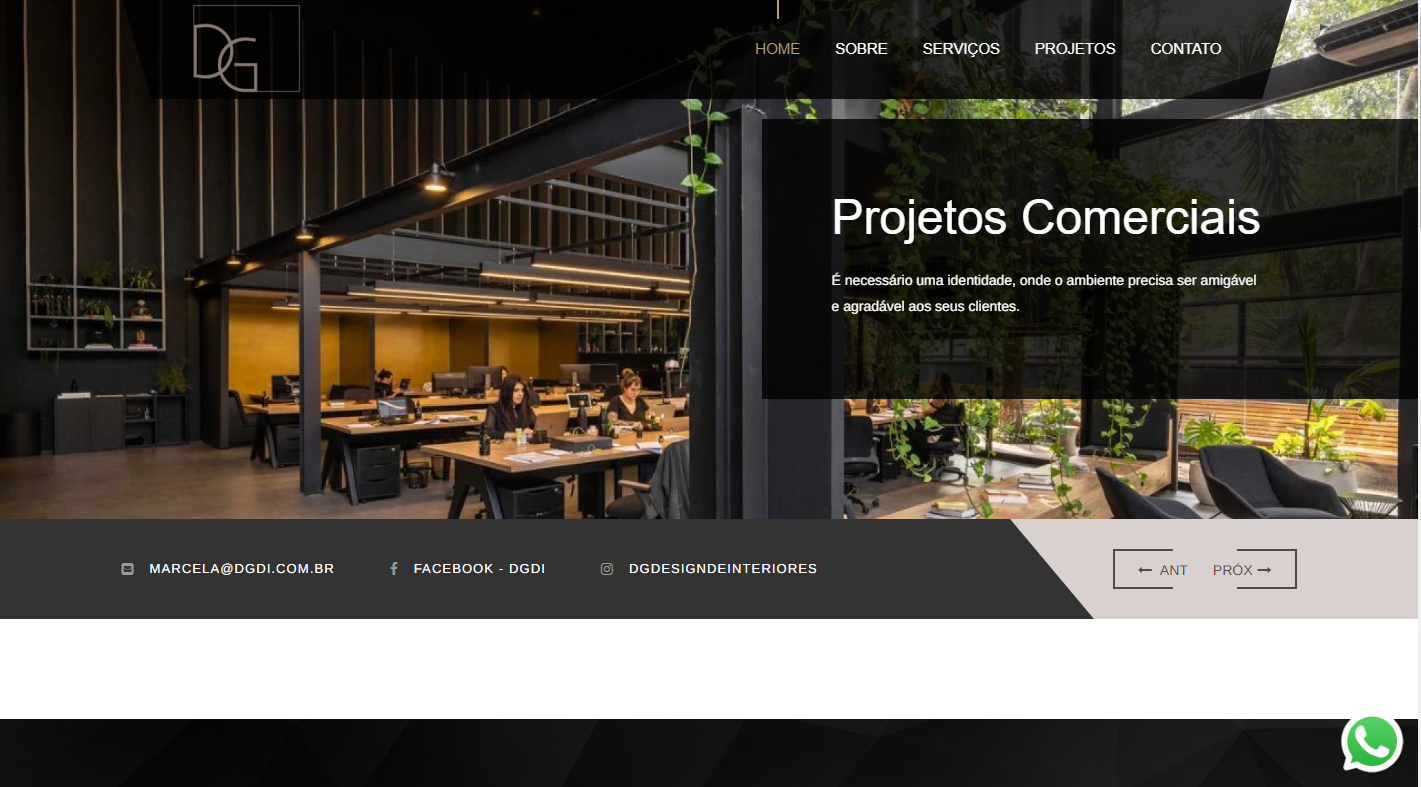 DG
HOME SOBRE SERVIÇOS PROJETOS CONTATO
Projetos Comerciais
É necessário uma identidade, onde o ambiente precisa ser amigável
e agradável aos seus clientes.
MARCELA@DGDI.COM.BR FACEBOOK - DGDI DGDESIGNDEINTERIORES
ANT PRÓX